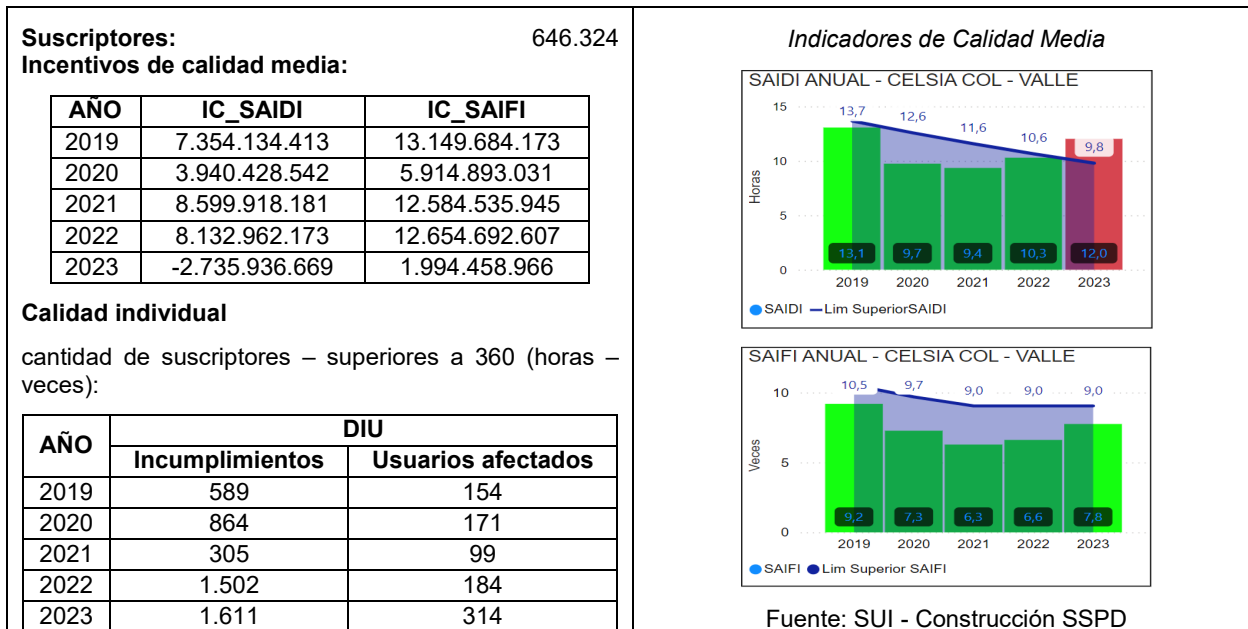 Suscriptores: 646.324
Incentivos de calidad media:
AÑO IC_SAIDI IC_SAIFI
2019 7.354.134.413 13.149.684.173
2020 3.940.428.542 5.914.893.031
2021 8.599.918.181 12.584.535.945
2022 8.132.962.173 12.654.692.607
2023 -2.735.936.669 1.994.458.966
Calidad individual
cantidad de suscriptores – superiores a 360 (horas –
veces):
AÑO DIU
Incumplimientos Usuarios afectados
2019 589 154
2020 864 171
2021 305 99
2022 1.502 184
2023 1.611 314
Indicadores de Calidad Media
SAIDI ANUAL - CELSIA COL - VALLE
15
10
5
0
Horas
13,7 12,6 11,6 10,6 9,8
13,1 9,7 9,4 10,3 12,0
2019 2020 2021 2022 2023
SAIDI Lim SuperiorSAIDI
SAIFI ANUAL - CELSIA COL - VALLE
10
5
0
Veces
10,5 9,7 9,0 9,0 9,0
9,2 7,3 6,3 6,6 7,8
2019 2020 2021 2022 2023
SAIFI Lim Superior SAIFI
Fuente: SUI - Construcción SSPD